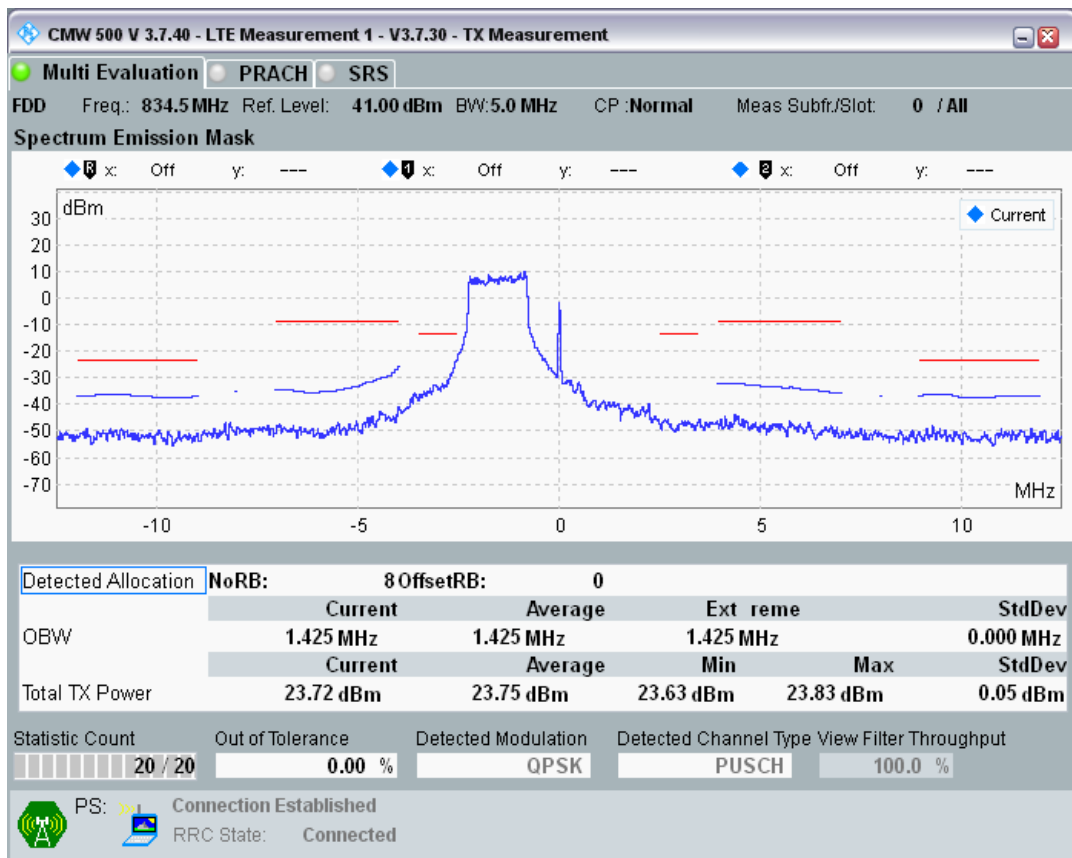 CMW 500 V 3.7.40 - LTE Measurement 1 - V3.7.30 - TX Measurement
Multi Evaluation PRACH SRS
FDD Freq.: 834.5 MHz Ref. Level: 41.00 dBm BW:5.0 MHz CP :Normal Meas Subfr./Slot: 0 / All
Spectrum Emission Mask
R x: Off y: --- 1 x: Off y: --- 2 x: Off y: ---
dBm
Current
30
20
10
0
-10
-20
-30
-40
-50
-60
-70
MHz
-10 -5 0 5 10
Detected Allocation NoRB: 8 OffsetRB: 0
Current Average Ext reme StdDev
OBW 1.425 MHz 1.425 MHz 1.425 MHz 0.000 MHz
Current Average Min Max StdDev
Total TX Power 23.72 dBm 23.75 dBm 23.63 dBm 23.83 dBm 0.05 dBm
Statistic Count Out of Tolerance Detected Modulation Detected Channel Type View Filter Throughput
20 / 20 0.00 % QPSK PUSCH 100.0 %
PS: Connection Established
RRC State: Connected